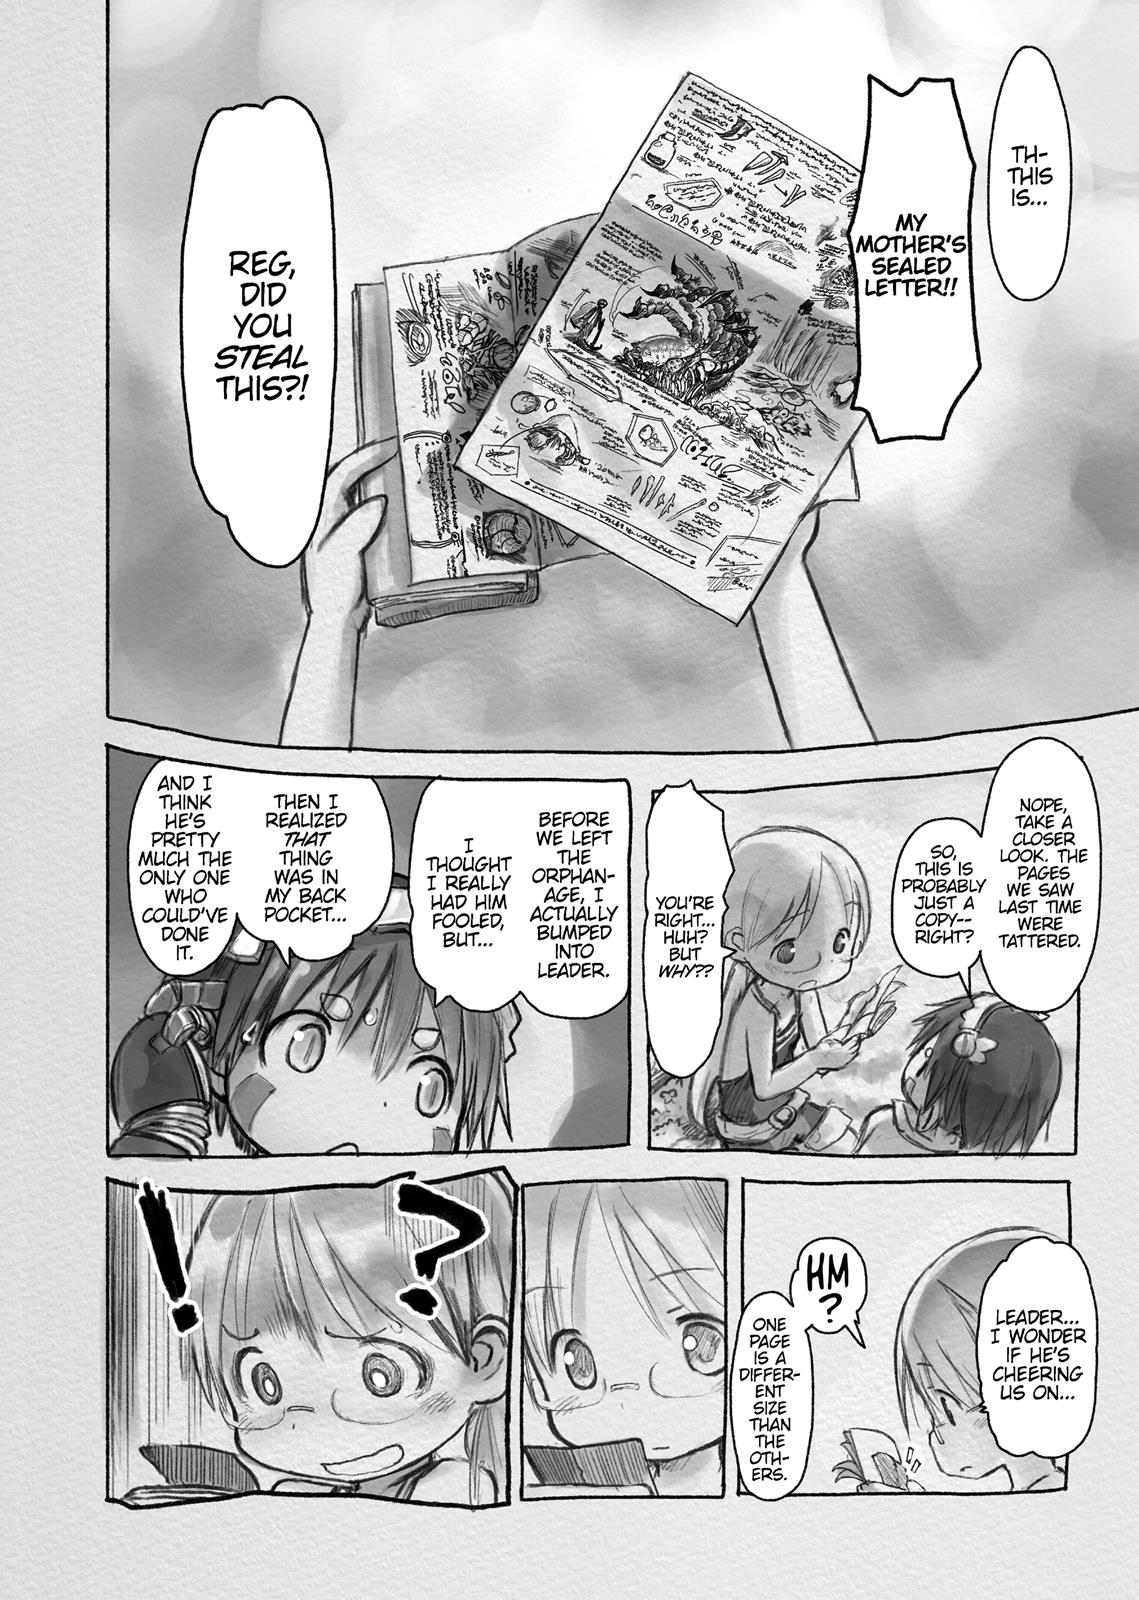 TH-
THIS
IS...
MY
MOTHER'S
SEALED
LETTER!!
REG,
DID
YOU
STEAL
THIS?!
NOPE,
TAKE A
CLOSER
LOOK. THE
PAGES
WE SAW
LAST TIME
WERE
TATTERED.
SO,
THIS IS
PROBABLY
JUST A
COPY--
RIGHT?
YOU'RE
RIGHT...
HUH?
BUT
WHY??
BEFORE
WE LEFT
THE
ORPHAN-
AGE, I
ACTUALLY
BUMPED
INTO
LEADER.
I
THOUGHT
I REALLY
HAD HIM
FOOLED,
BUT...
THEN I
REALIZED
THAT
THING
WAS IN
MY BACK
POCKET...
AND I
THINK
HE'S
PRETTY
MUCH THE
ONLY ONE
WHO
COULD'VE
DONE
IT.
LEADER...
I WONDER
IF HE'S
CHEERING
US ON...
HM
?
ONE
PAGE
IS A
DIFFER-
ENT
SIZE
THAN
THE
OTH-
ERS.
?
!